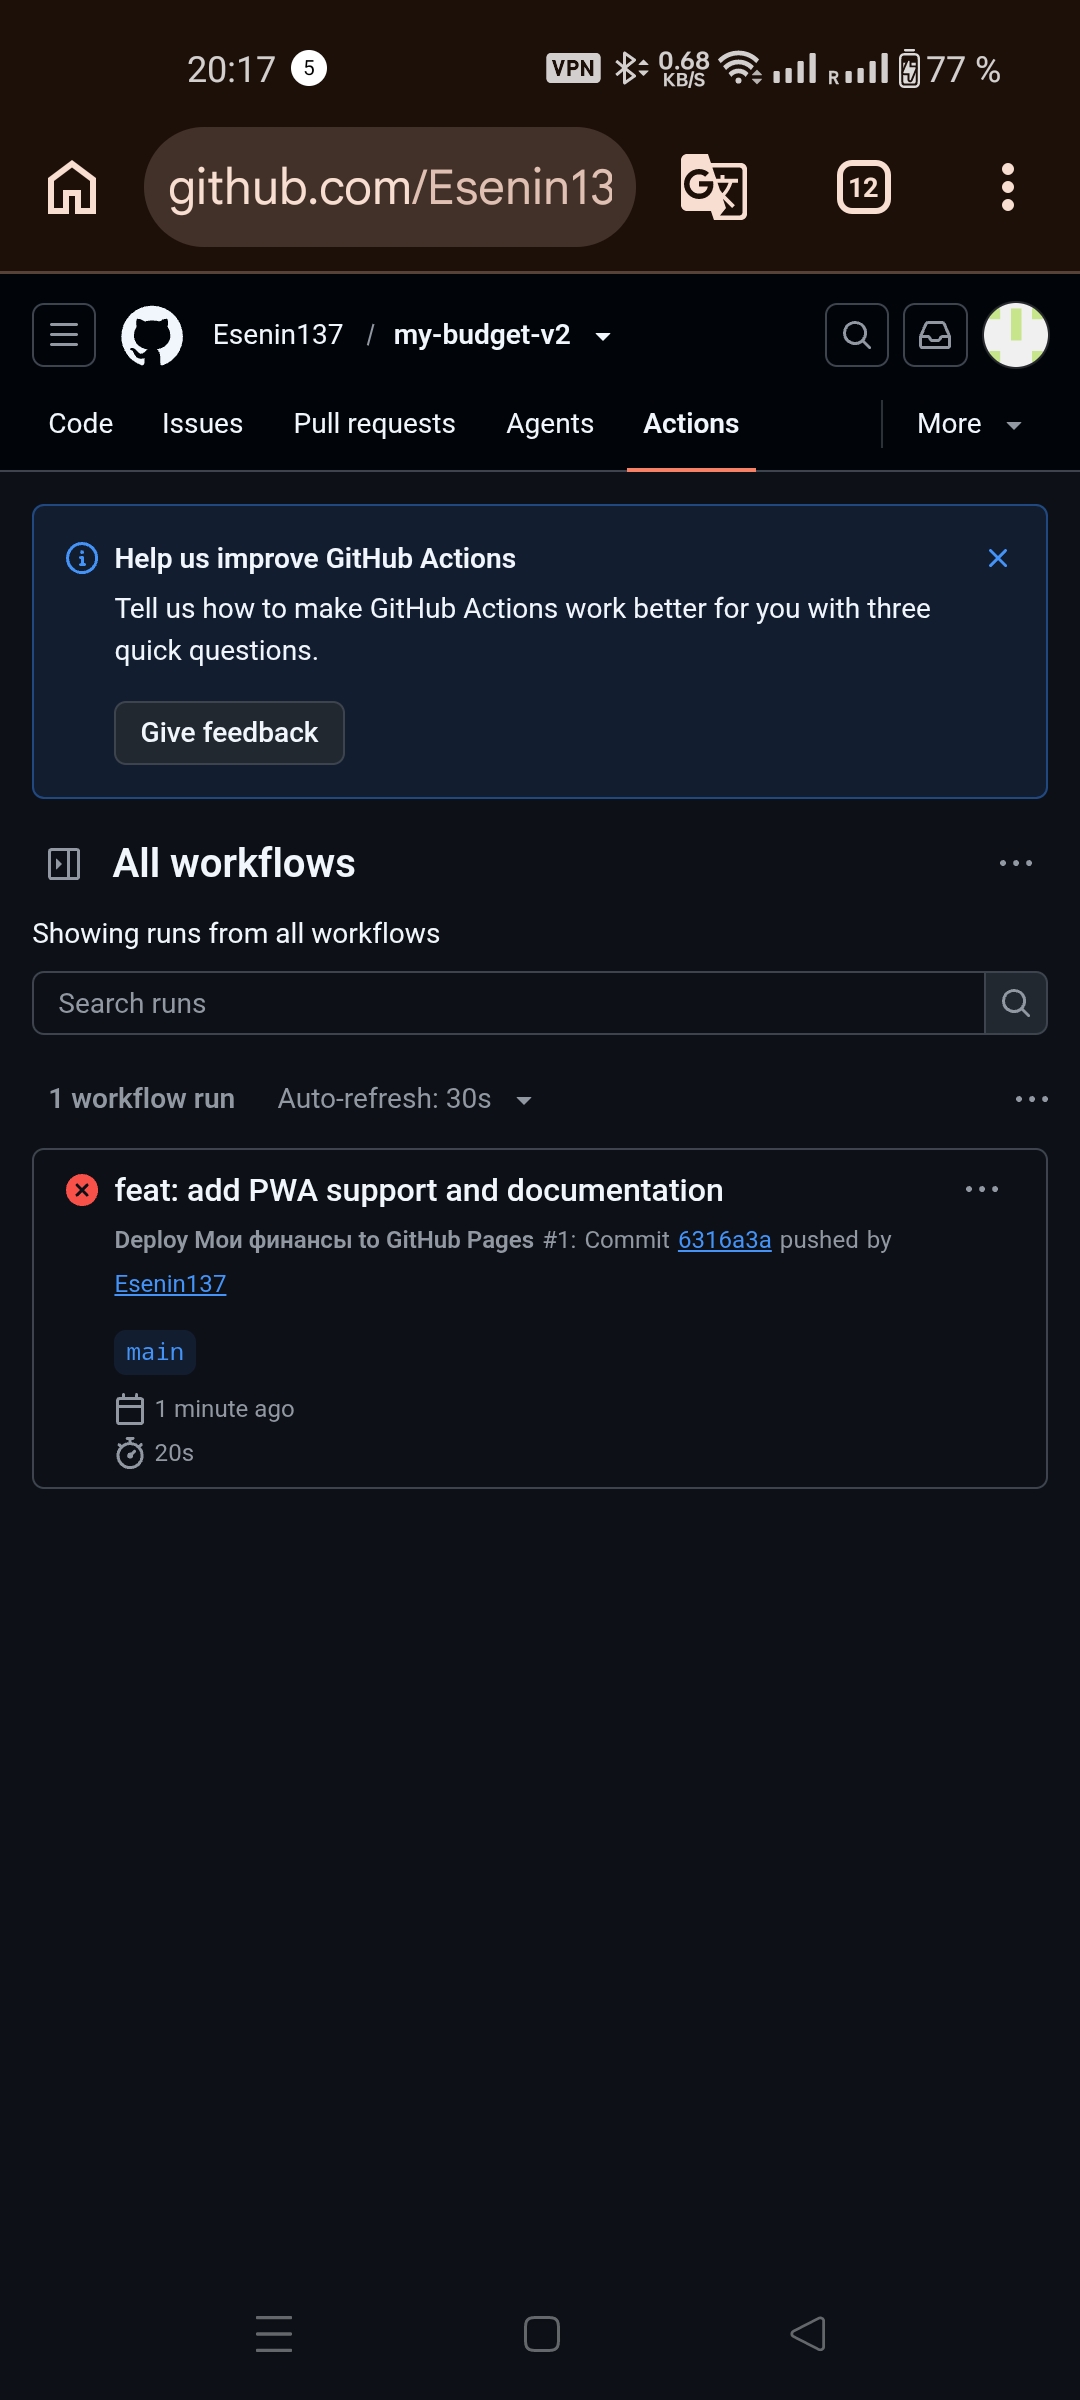 20:17 5 VPN 0.68 KB/S R 77 %
github.com/Esenin13
12
Esenin137 / my-budget-v2
Code Issues Pull requests Agents Actions More
Help us improve GitHub Actions
Tell us how to make GitHub Actions work better for you with three
quick questions.
Give feedback
All workflows
Showing runs from all workflows
Search runs
1 workflow run Auto-refresh: 30s
feat: add PWA support and documentation
Deploy Мои финансы to GitHub Pages #1: Commit 6316a3a pushed by
Esenin137
main
1 minute ago
20s